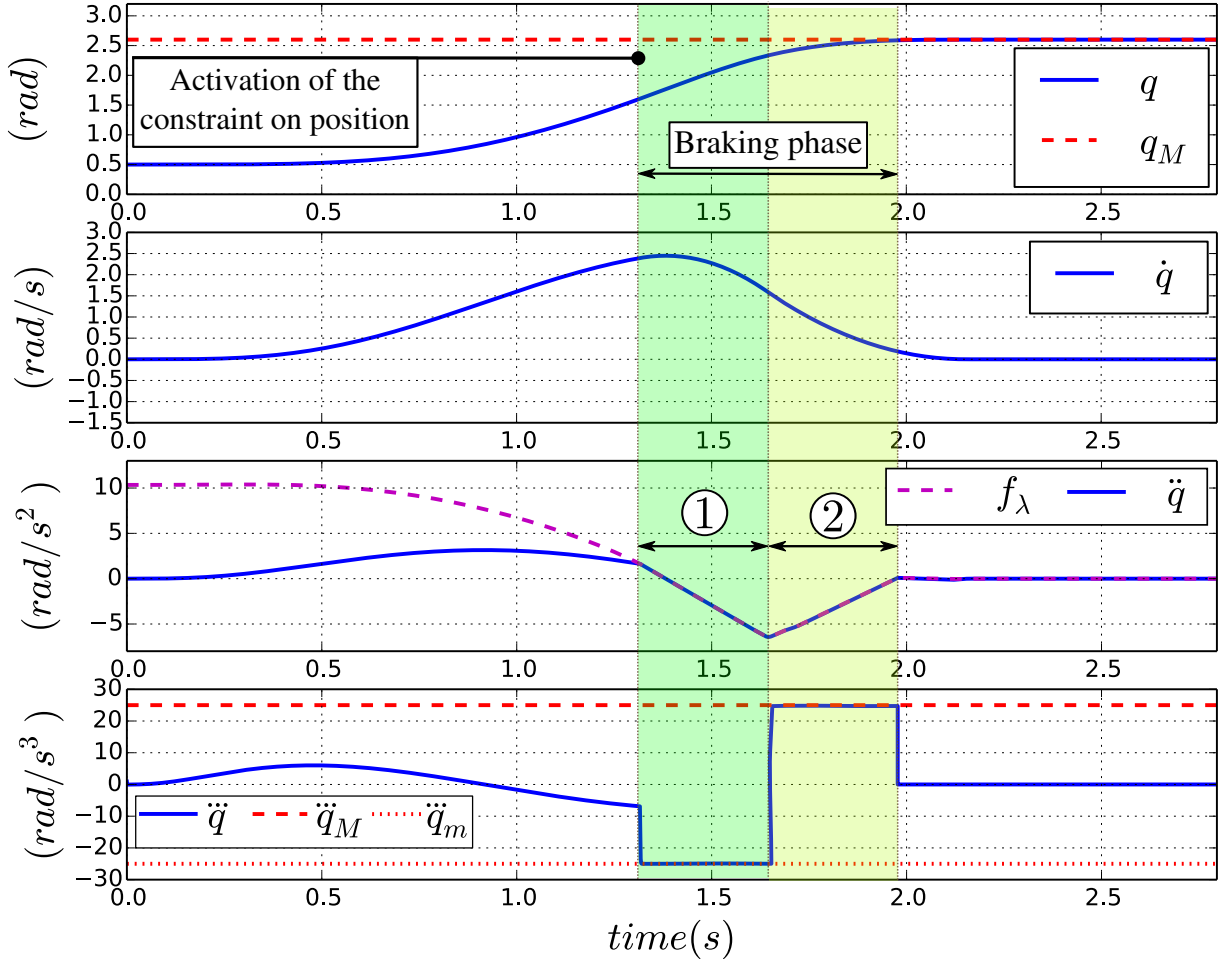 3.0
2.5
2.0
1.5
1.0
0.5
0.0
(rad)
Activation of the
constraint on position
Braking phase
q
q_M
0.0 0.5 1.0 1.5 2.0 2.5
3.0
2.5
2.0
1.5
1.0
0.5
0.0
−0.5
−1.0
−1.5
(rad/s)
q̇
0.0 0.5 1.0 1.5 2.0 2.5
10
5
0
−5
(rad/s²)
① ②
f_λ q̈
0.0 0.5 1.0 1.5 2.0 2.5
30
20
10
0
−10
−20
−30
(rad/s³)
q⃛ q⃛_M q⃛_m
0.0 0.5 1.0 1.5 2.0 2.5
time(s)